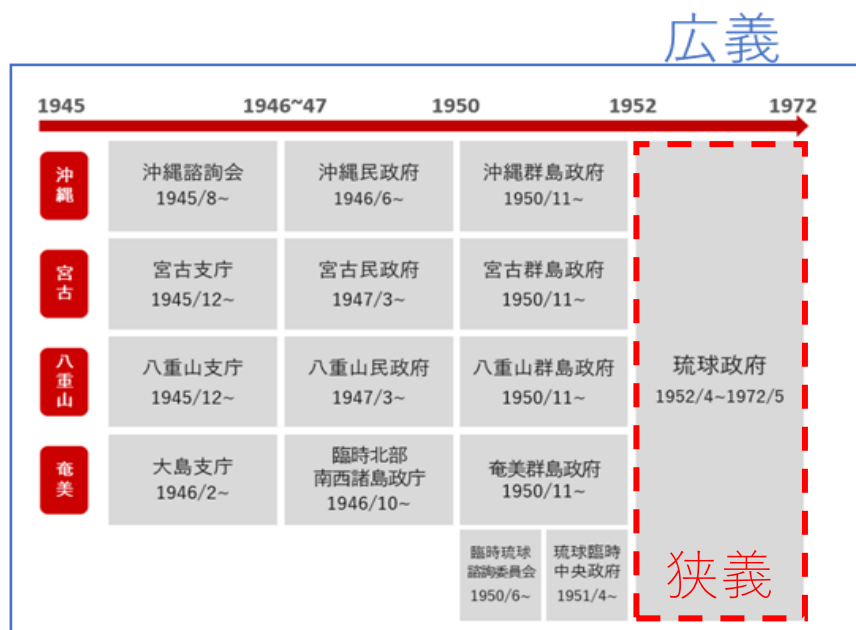 広義
1945 1946~47 1950 1952 1972
沖縄
沖縄諮詢会
1945/8~
沖縄民政府
1946/6~
沖縄群島政府
1950/11~
宮古
宮古支庁
1945/12~
宮古民政府
1947/3~
宮古群島政府
1950/11~
八重山
八重山支庁
1945/12~
八重山民政府
1947/3~
八重山群島政府
1950/11~
琉球政府
1952/4~1972/5
奄美
大島支庁
1946/2~
臨時北部
南西諸島政庁
1946/10~
奄美群島政府
1950/11~
臨時琉球
諮詢委員会
1950/6~
琉球臨時
中央政府
1951/4~
狭義